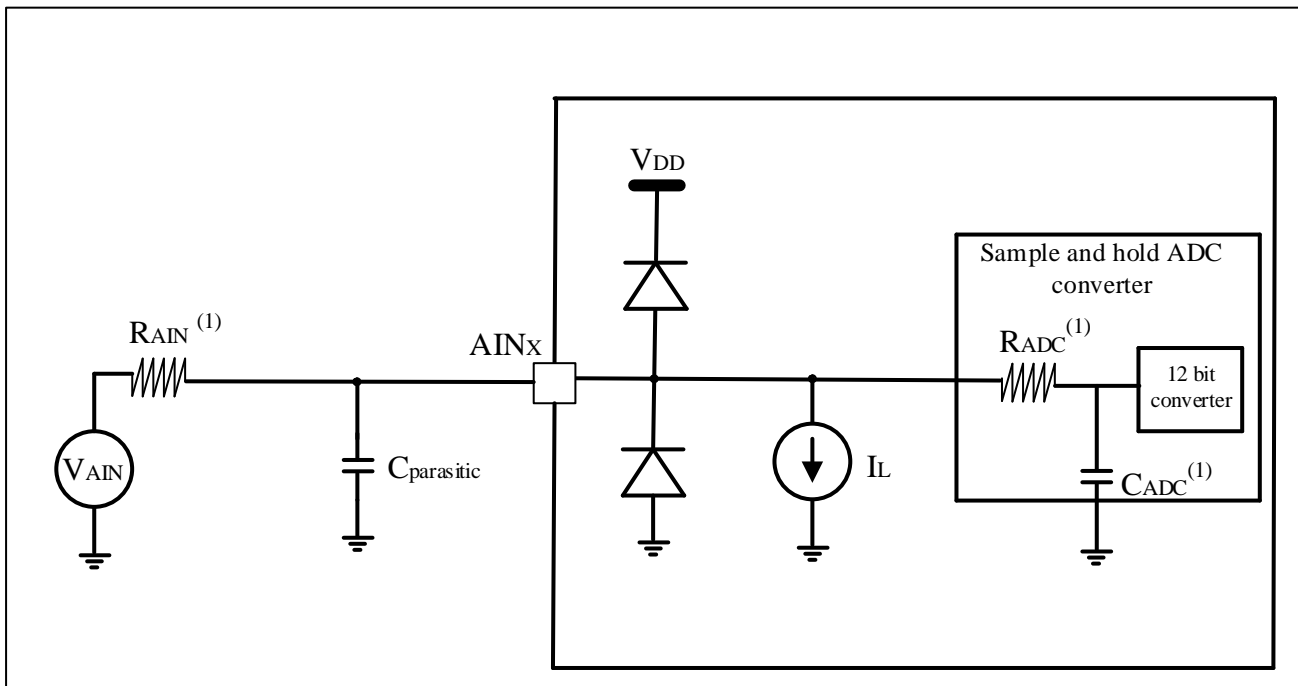 VDD
Sample and hold ADC
converter
RAIN (1)
AINX
RADC(1)
12 bit
converter
VAIN
Cparasitic
IL
CADC(1)